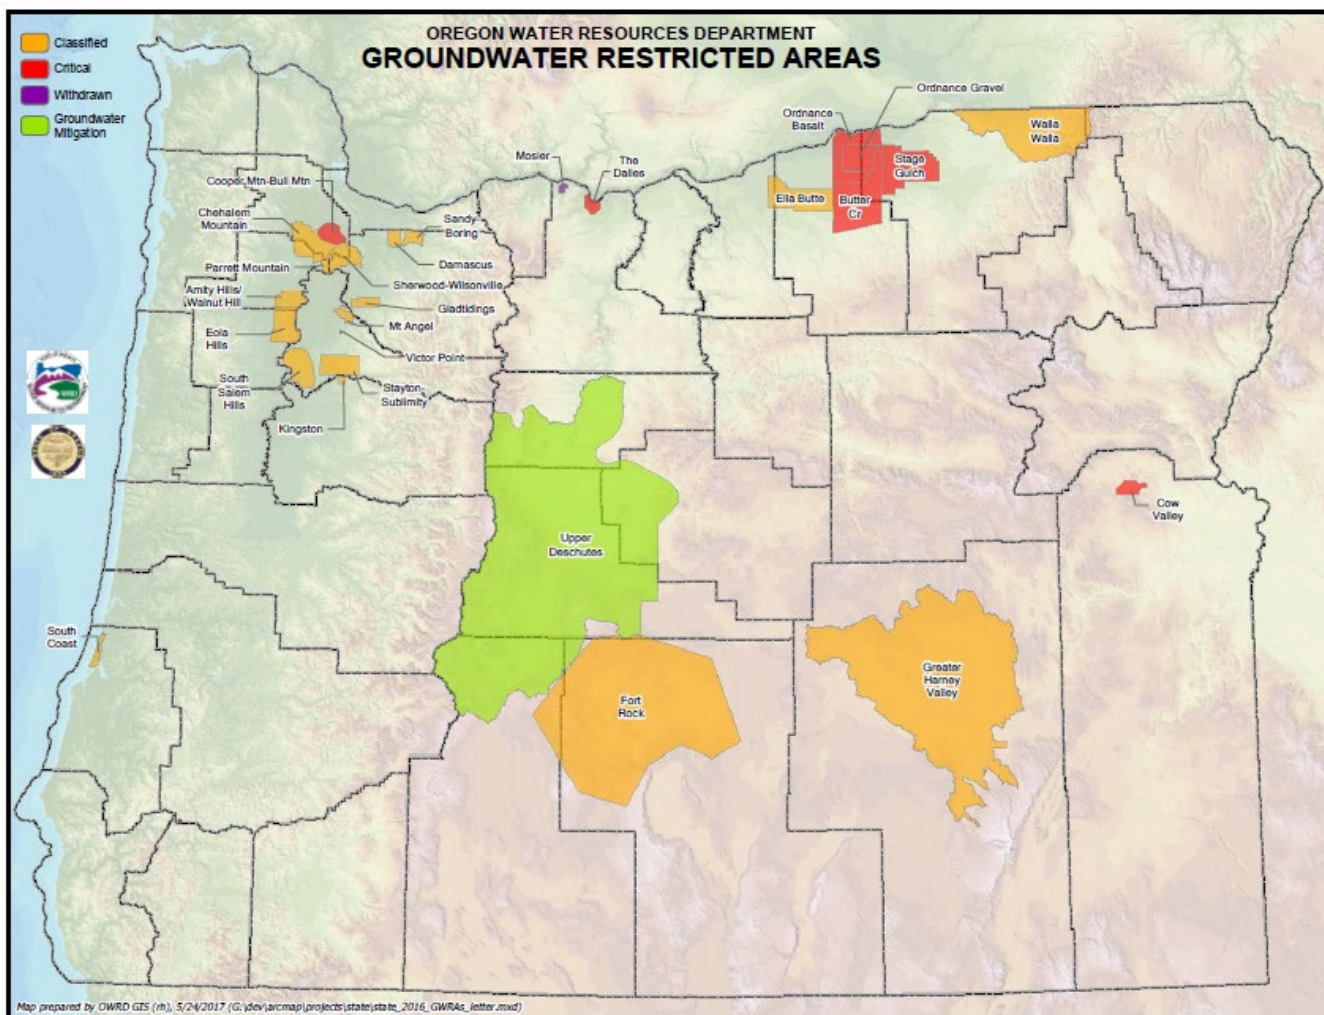 OREGON WATER RESOURCES DEPARTMENT
GROUNDWATER RESTRICTED AREAS
Classified
Critical
Withdrawn
Groundwater
Mitigation
Ordnance Gravel
Ordnance
Basalt
Walla
Walla
Mosier
The
Dalles
Stage
Gulch
Cooper Mtn-Bull Mtn
Ella Butte
Butter
Cr
Chehalem
Mountain
Sandy-
Boring
Damascus
Parrett Mountain
Sherwood-Wilsonville
Amity Hills/
Walnut Hill
Gladtidings
Mt Angel
Eola
Hills
Victor Point
South
Salem
Hills
Stayton-
Sublimity
Kingston
Cow
Valley
Upper
Deschutes
South
Coast
Greater
Harney
Valley
Fort
Rock
Map prepared by OWRD GIS (rh), 5/24/2017 (G:\dev\arcmap\projects\state\state_2016_GWRAs_letter.mxd)